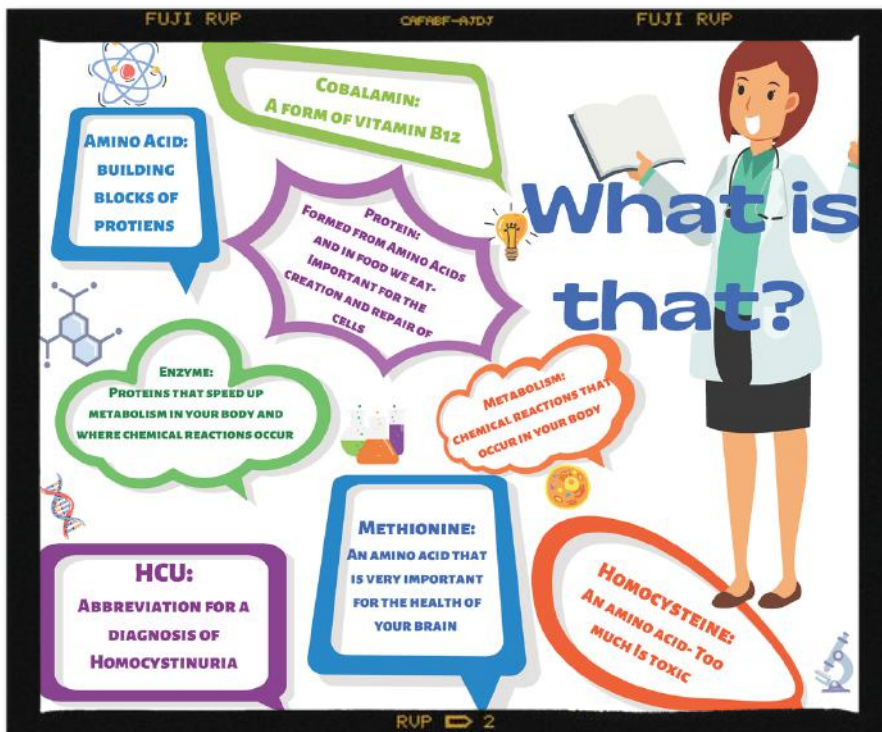 FUJI RVP
CAFABF-AJDJ
FUJI RVP
COBALAMIN:
A FORM OF VITAMIN B12
AMINO ACID:
BUILDING
BLOCKS OF
PROTIENS
PROTEIN:
FORMED FROM AMINO ACIDS
AND IN FOOD WE EAT-
IMPORTANT FOR THE
CREATION AND REPAIR OF
CELLS
What is
that?
ENZYME:
PROTEINS THAT SPEED UP
METABOLISM IN YOUR BODY AND
WHERE CHEMICAL REACTIONS OCCUR
METABOLISM:
CHEMICAL REACTIONS THAT
OCCUR IN YOUR BODY
HCU:
ABBREVIATION FOR A
DIAGNOSIS OF
HOMOCYSTINURIA
METHIONINE:
AN AMINO ACID THAT
IS VERY IMPORTANT
FOR THE HEALTH OF
YOUR BRAIN
HOMOCYSTEINE:
AN AMINO ACID- TOO
MUCH IS TOXIC
RVP 2